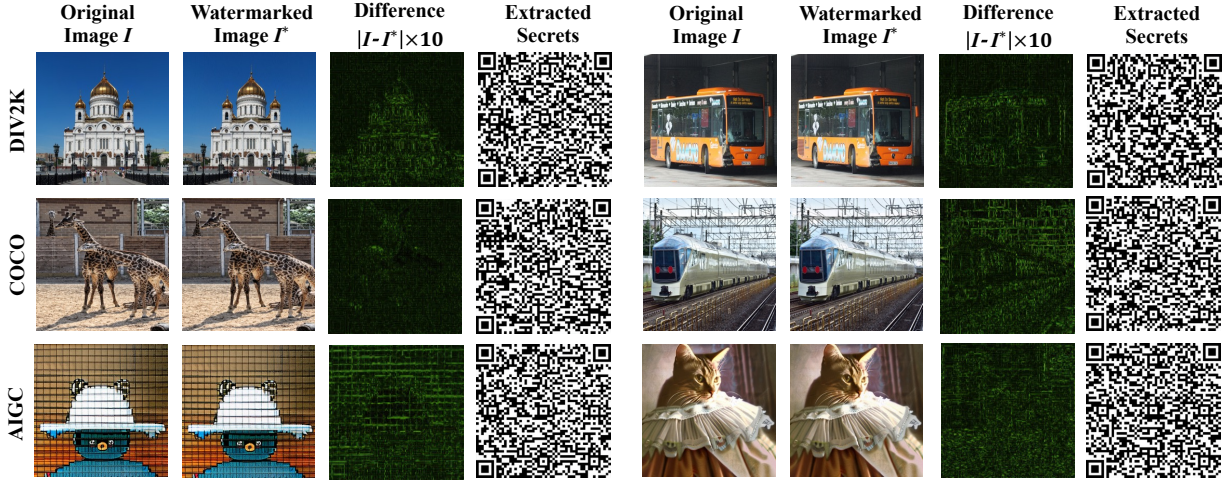 Original Image I
Watermarked Image I*
Difference |I-I*|×10
Extracted Secrets
Original Image I
Watermarked Image I*
Difference |I-I*|×10
Extracted Secrets
DIV2K
COCO
AIGC